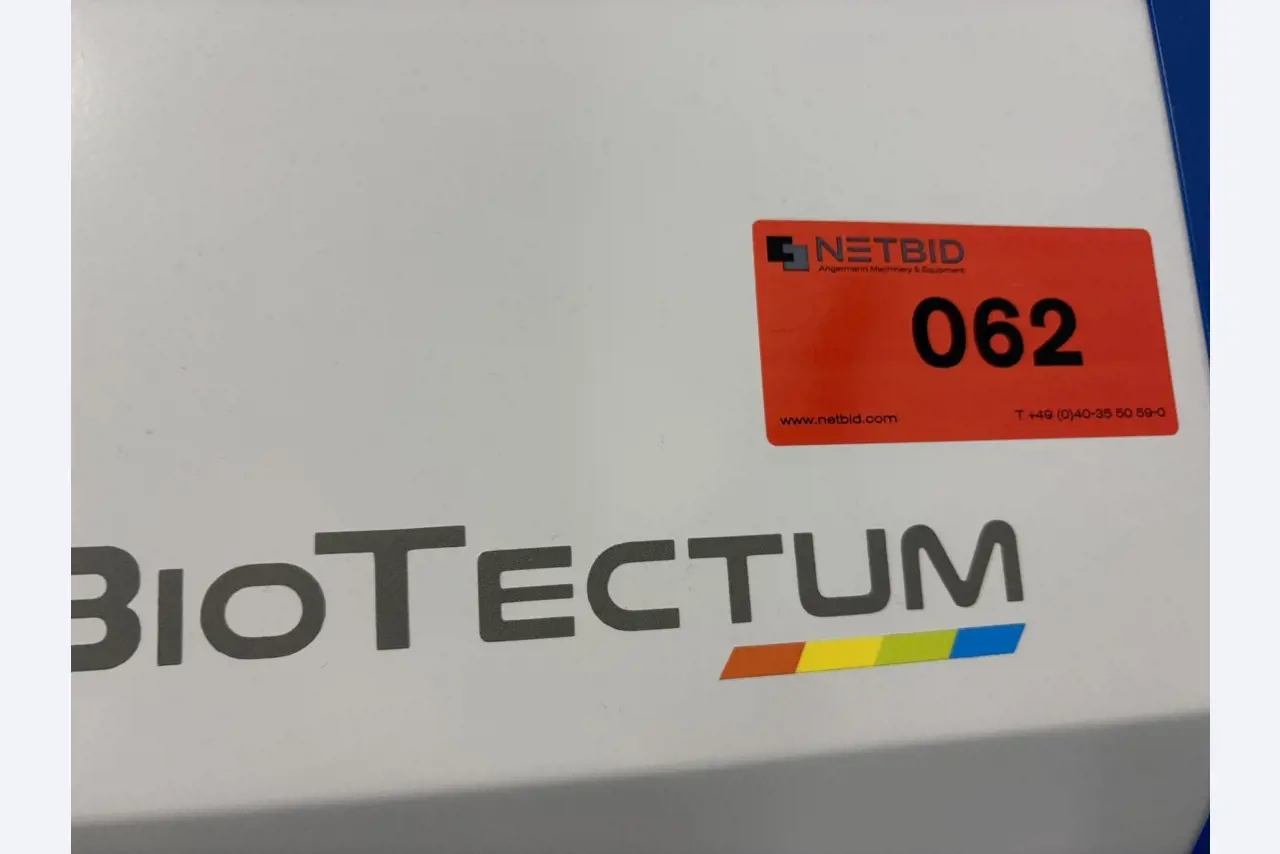 NETBID
Angermann Machinery & Equipment
062
www.netbid.com
T +49 (0)40-35 50 59-0
BIOTECTUM